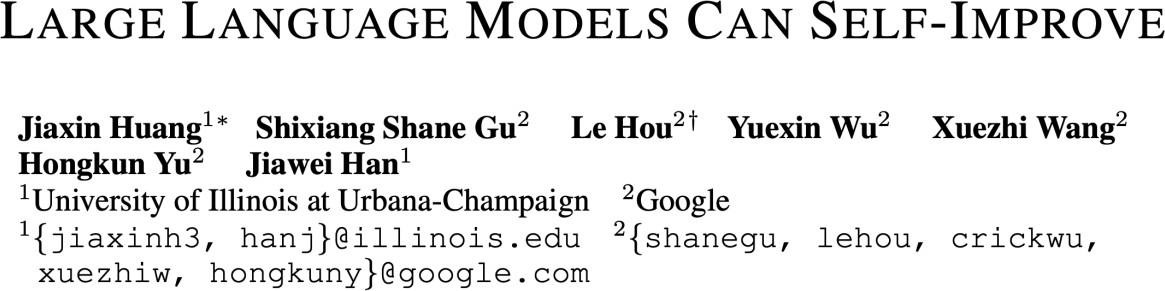 LARGE LANGUAGE MODELS CAN SELF-IMPROVE
Jiaxin Huang¹* Shixiang Shane Gu² Le Hou²† Yuexin Wu² Xuezhi Wang²
Hongkun Yu² Jiawei Han¹
¹University of Illinois at Urbana-Champaign ²Google
¹{jiaxinh3, hanj}@illinois.edu ²{shanegu, lehou, crickwu,
xuezhiw, hongkuny}@google.com